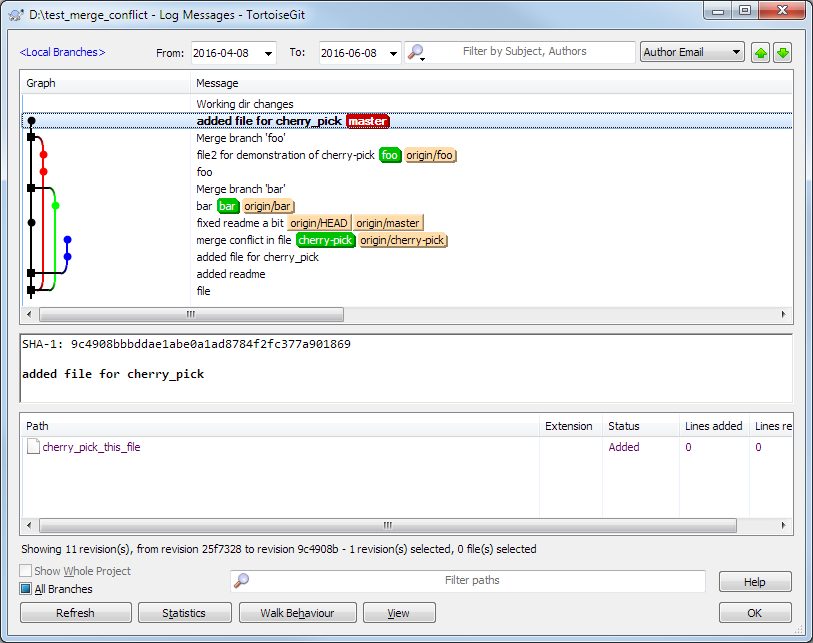 D:\test_merge_conflict - Log Messages - TortoiseGit
<Local Branches> From: 2016-04-08 To: 2016-06-08 Filter by Subject, Authors Author Email
Graph Message
Working dir changes
added file for cherry_pick master
Merge branch 'foo'
file2 for demonstration of cherry-pick foo origin/foo
foo
Merge branch 'bar'
bar bar origin/bar
fixed readme a bit origin/HEAD origin/master
merge conflict in file cherry-pick origin/cherry-pick
added file for cherry_pick
added readme
file
SHA-1: 9c4908bbbddae1abe0a1ad8784f2fc377a901869
added file for cherry_pick
Path Extension Status Lines added Lines re
cherry_pick_this_file Added 0 0
Showing 11 revision(s), from revision 25f7328 to revision 9c4908b - 1 revision(s) selected, 0 file(s) selected
Show Whole Project
All Branches
Filter paths
Help
Refresh Statistics Walk Behaviour View OK